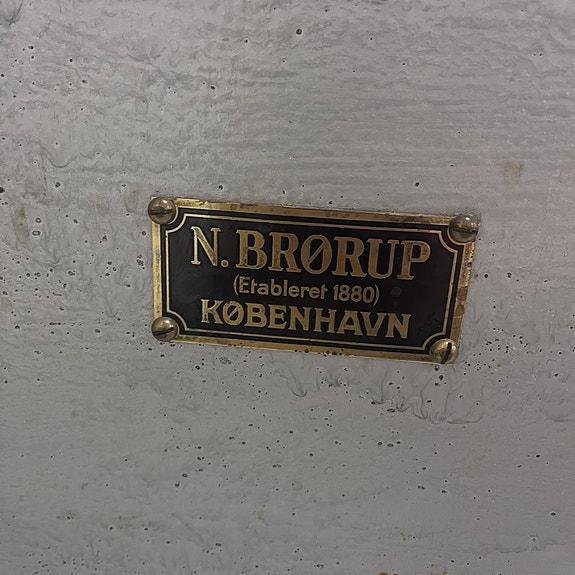 N. BRØRUP
(Etableret 1880)
KØBENHAVN